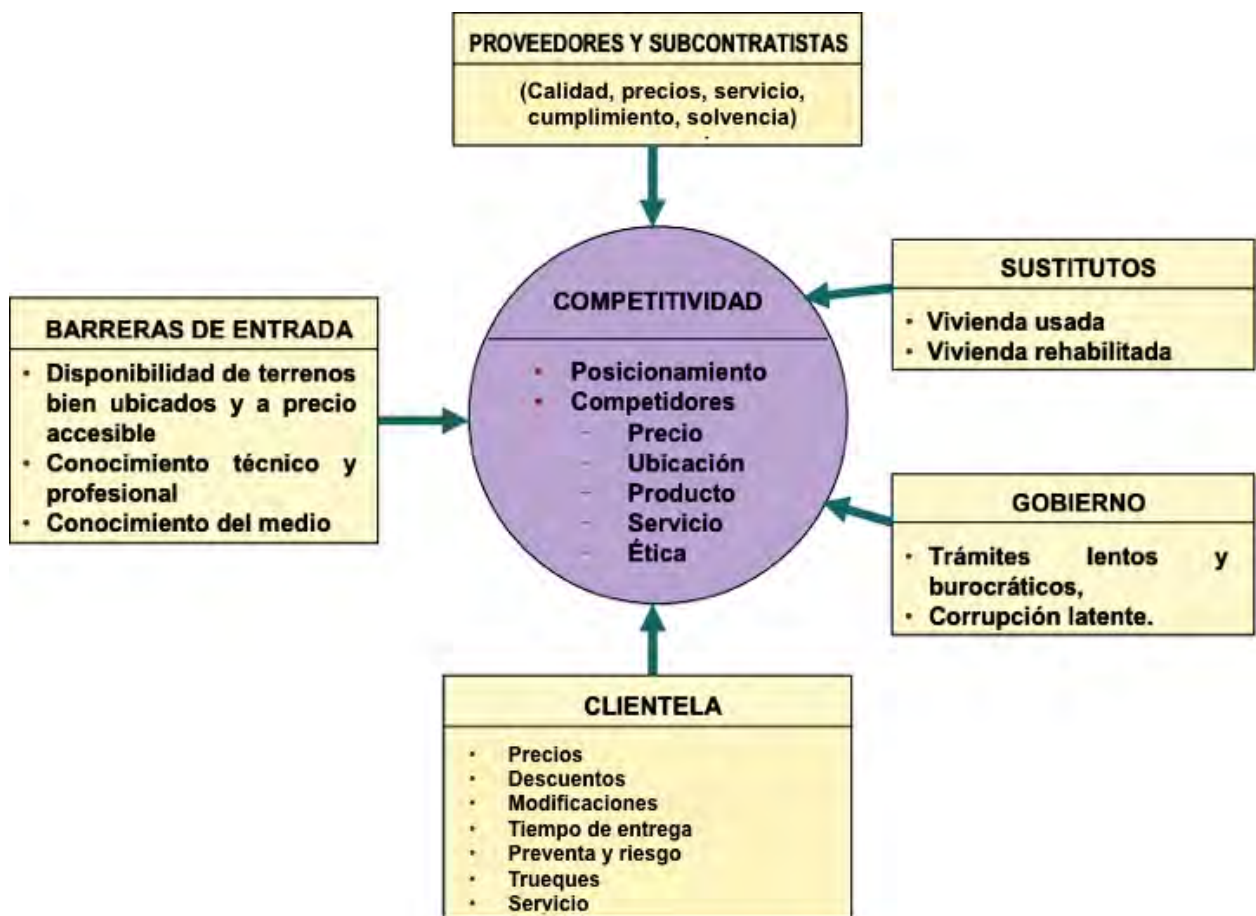 PROVEEDORES Y SUBCONTRATISTAS
(Calidad, precios, servicio,
cumplimiento, solvencia)
SUSTITUTOS
• Vivienda usada
• Vivienda rehabilitada
COMPETITIVIDAD
• Posicionamiento
• Competidores
- Precio
- Ubicación
- Producto
- Servicio
- Ética
BARRERAS DE ENTRADA
• Disponibilidad de terrenos
bien ubicados y a precio
accesible
• Conocimiento técnico y
profesional
• Conocimiento del medio
GOBIERNO
• Trámites lentos y
burocráticos,
• Corrupción latente.
CLIENTELA
• Precios
• Descuentos
• Modificaciones
• Tiempo de entrega
• Preventa y riesgo
• Trueques
• Servicio